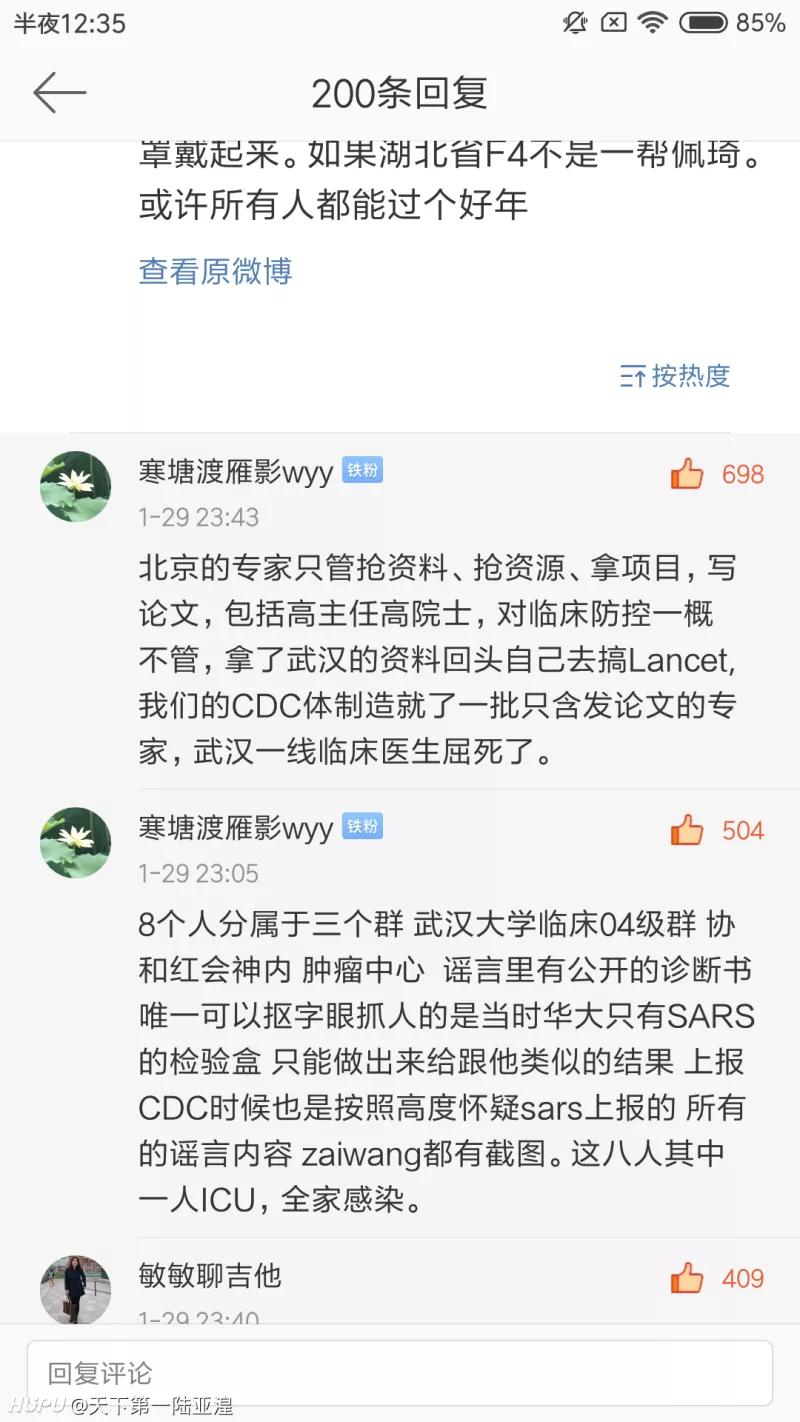 半夜12:35
85%
200条回复
罩戴起来。如果湖北省F4不是一帮佩琦。
或许所有人都能过个好年
查看原微博
按热度
寒塘渡雁影wyy 铁粉
698
1-29 23:43
北京的专家只管抢资料、抢资源、拿项目，写
论文，包括高主任高院士，对临床防控一概
不管，拿了武汉的资料回头自己去搞Lancet,
我们的CDC体制造就了一批只含发论文的专
家，武汉一线临床医生屈死了。
寒塘渡雁影wyy 铁粉
504
1-29 23:05
8个人分属于三个群 武汉大学临床04级群 协
和红会神内 肿瘤中心 谣言里有公开的诊断书
唯一可以抠字眼抓人的是当时华大只有SARS
的检验盒 只能做出来给跟他类似的结果 上报
CDC时候也是按照高度怀疑sars上报的 所有
的谣言内容 zaiwang都有截图。这八人其中
一人ICU，全家感染。
敏敏聊吉他
409
1-29 23:40
回复评论
HUPU @天下第一陆亚湟